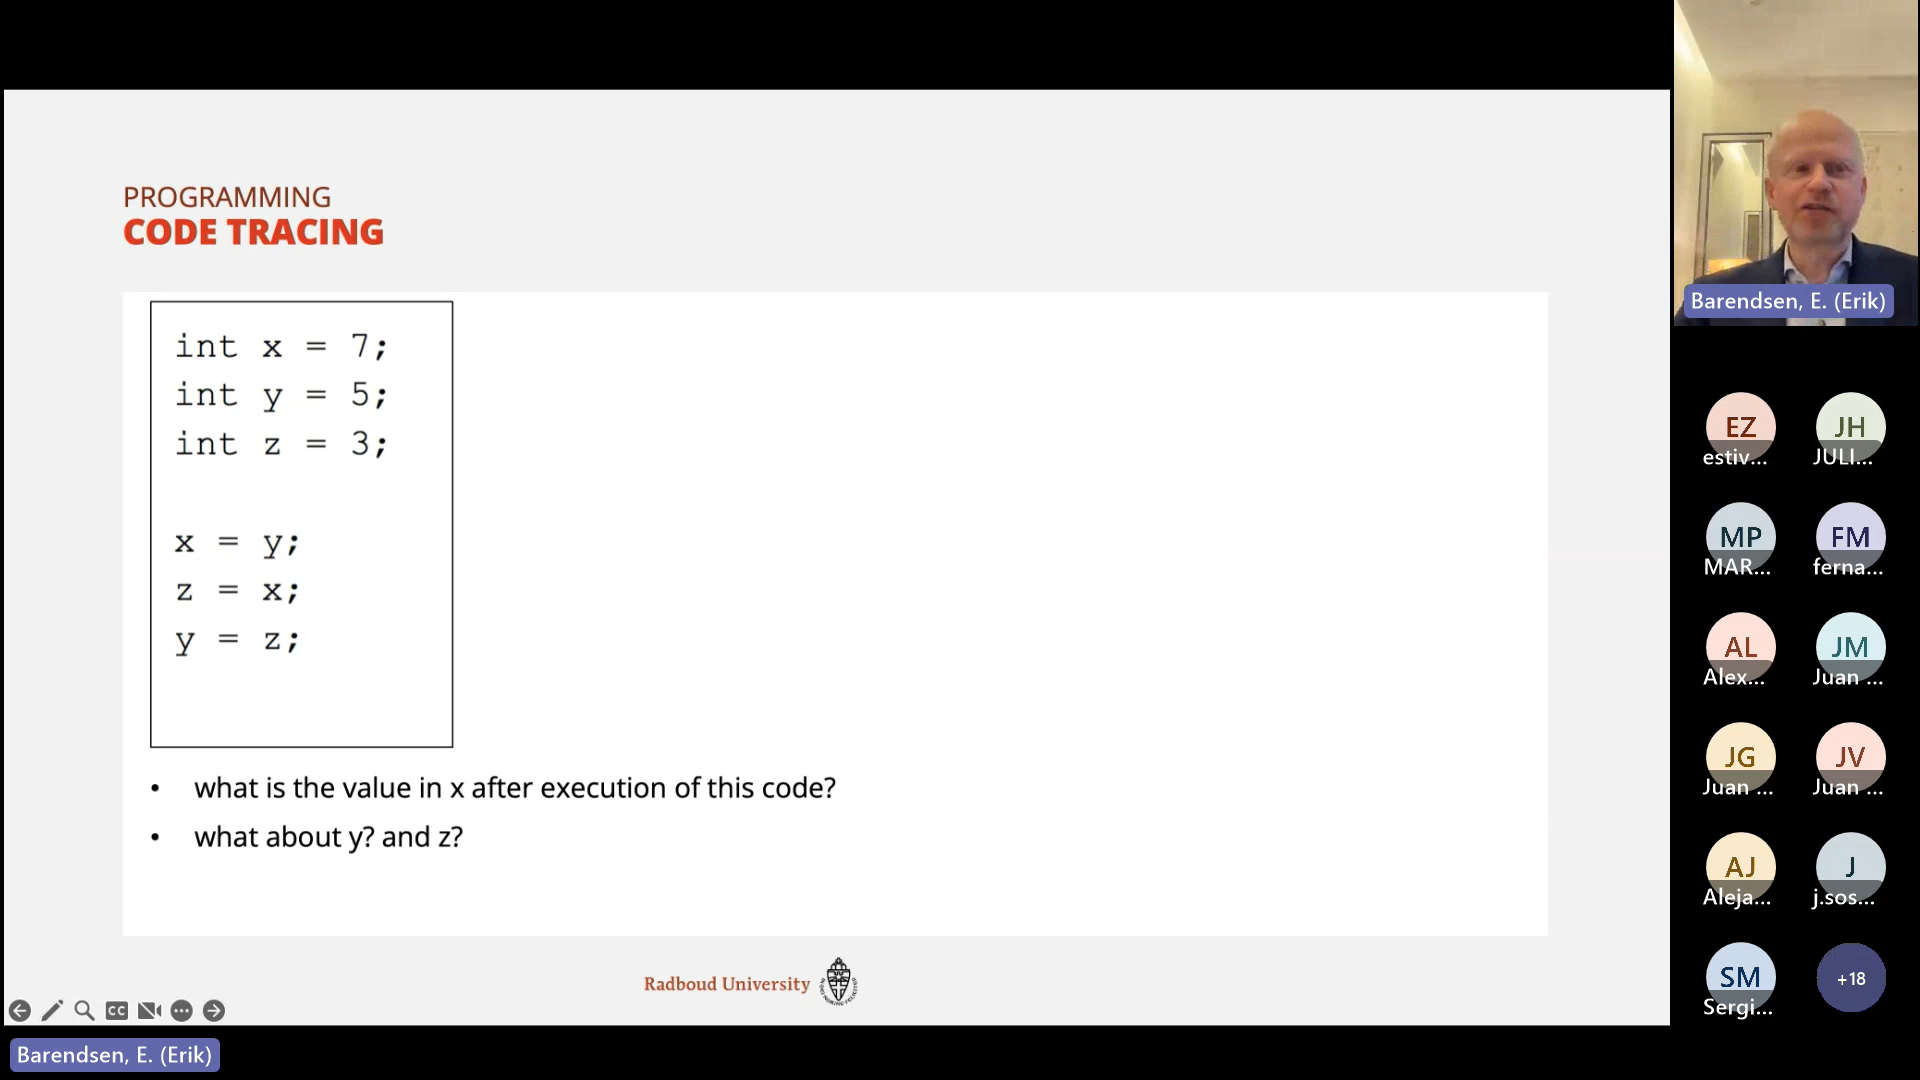 PROGRAMMING
CODE TRACING
int x = 7;
int y = 5;
int z = 3;
x = y;
z = x;
y = z;
• what is the value in x after execution of this code?
• what about y? and z?
Radboud University
CC
Barendsen, E. (Erik)
Barendsen, E. (Erik)
EZ
estiv...
JH
JULI...
MP
MAR...
FM
ferna...
AL
Alex...
JM
Juan ...
JG
Juan ...
JV
Juan ...
AJ
Aleja...
J
j.sos...
SM
Sergi...
+18